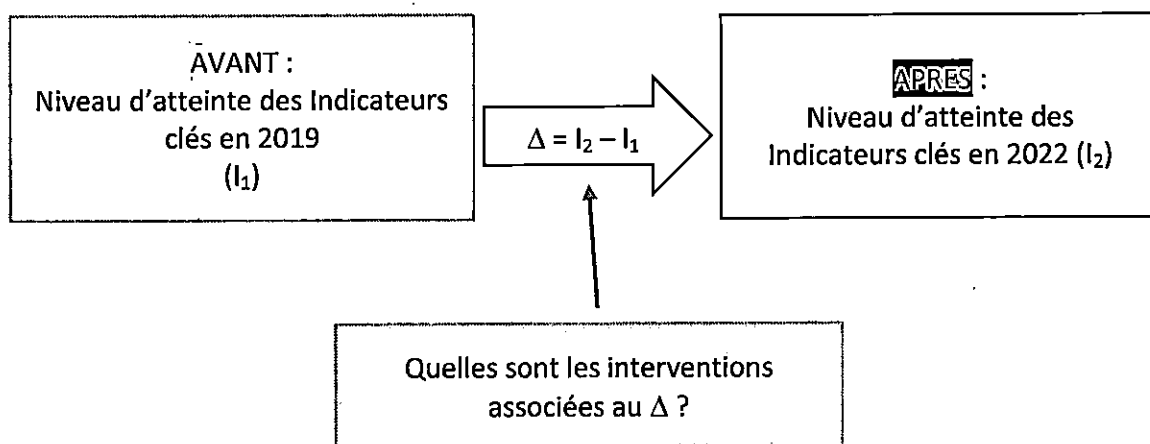 AVANT :
Niveau d'atteinte des Indicateurs
clés en 2019
(I₁)
Δ = I₂ – I₁
APRES :
Niveau d'atteinte des
Indicateurs clés en 2022 (I₂)
Quelles sont les interventions
associées au Δ ?